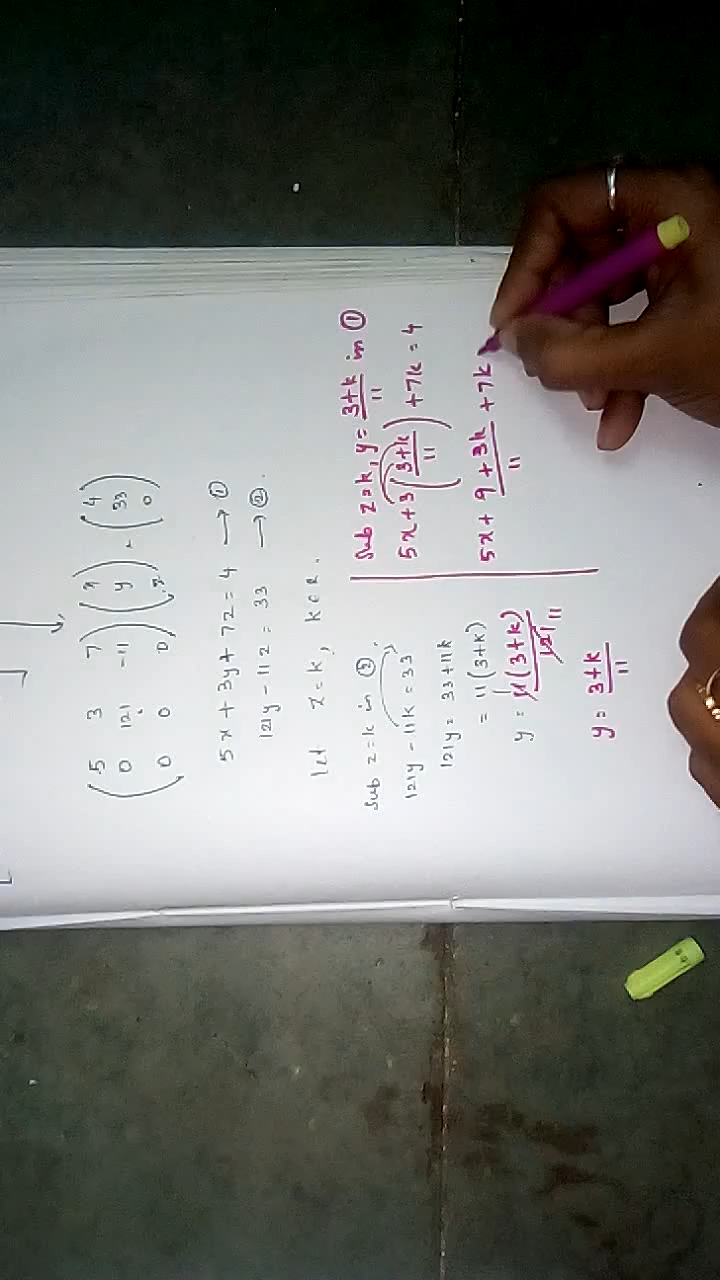 ( 5 3 7 ) ( x ) = ( 4 )
( 0 121 -11 ) ( y ) ( 33 )
( 0 0 0 ) ( z ) ( 0 )
5x + 3y + 7z = 4 → ①
121y - 11z = 33 → ②.
Let z = k, k ∈ R.
Sub z = k in ②.
121y - 11k = 33
121y = 33 + 11k
= 11(3+k)
y = 11(3+k)/121 11
y = 3+k/11
Sub z = k, y = 3+k/11 in ①
5x + 3(3+k/11) + 7k = 4
5x + 9+3k/11 + 7k